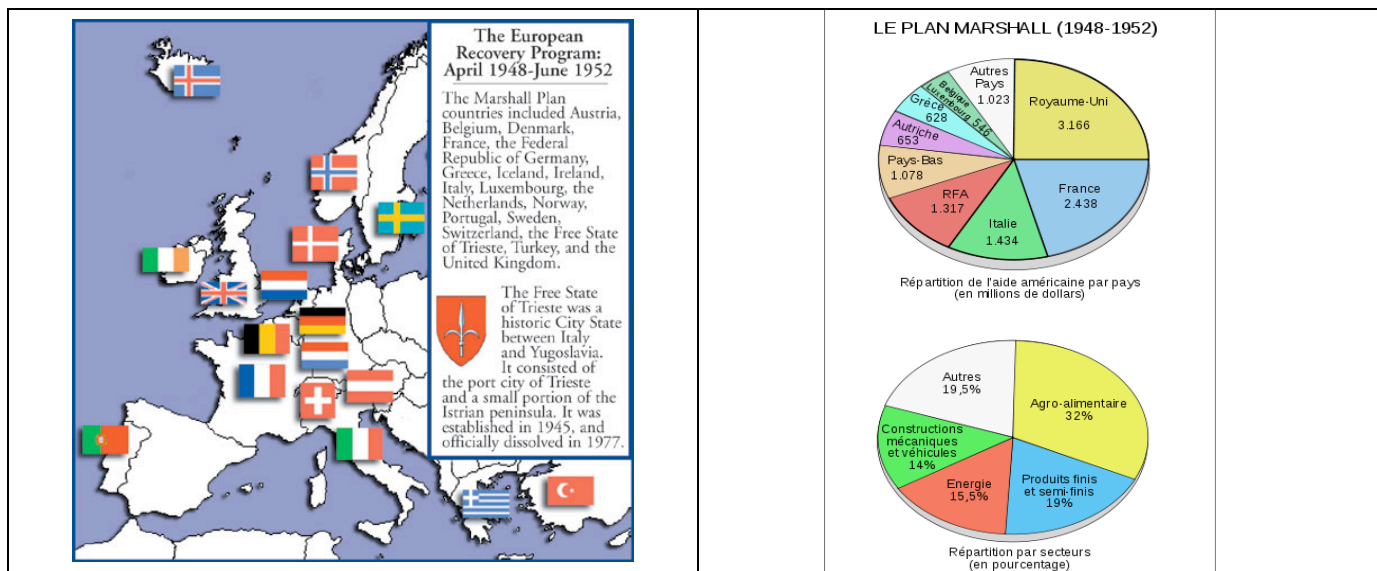 The European
Recovery Program:
April 1948-June 1952
The Marshall Plan
countries included Austria,
Belgium, Denmark,
France, the Federal
Republic of Germany,
Greece, Iceland, Ireland,
Italy, Luxembourg, the
Netherlands, Norway,
Portugal, Sweden,
Switzerland, the Free State
of Trieste, Turkey, and the
United Kingdom.
The Free State
of Trieste was a
historic City State
between Italy
and Yugoslavia.
It consisted of
the port city of Trieste
and a small portion of the
Istrian peninsula. It was
established in 1945, and
officially dissolved in 1977.
LE PLAN MARSHALL (1948-1952)
Autres
Pays
1.023
Royaume-Uni
3.166
Belgique
Luxembourg 546
Grèce
628
Autriche
653
Pays-Bas
1.078
RFA
1.317
Italie
1.434
France
2.438
Répartition de l'aide américaine par pays
(en millions de dollars)
Autres
19,5%
Agro-alimentaire
32%
Constructions
mécaniques
et véhicules
14%
Energie
15,5%
Produits finis
et semi-finis
19%
Répartition par secteurs
(en pourcentage)